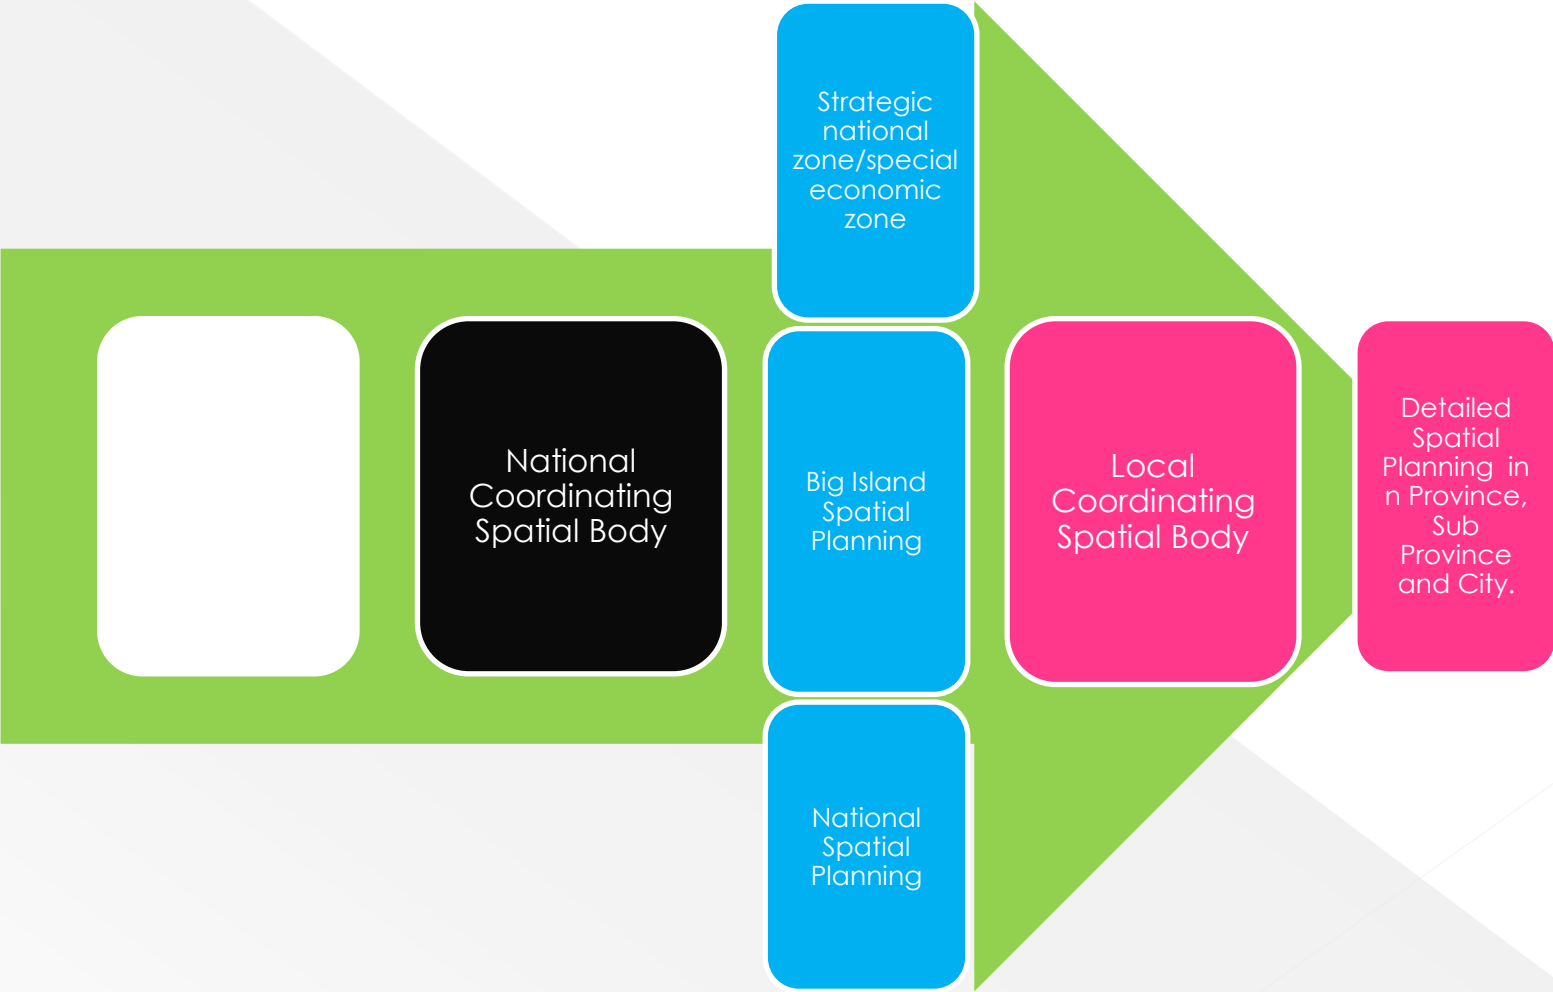 Strategic
national
zone/special
economic
zone
National
Coordinating
Spatial Body
Big Island
Spatial
Planning
Local
Coordinating
Spatial Body
Detailed
Spatial
Planning in
n Province,
Sub
Province
and City.
National
Spatial
Planning